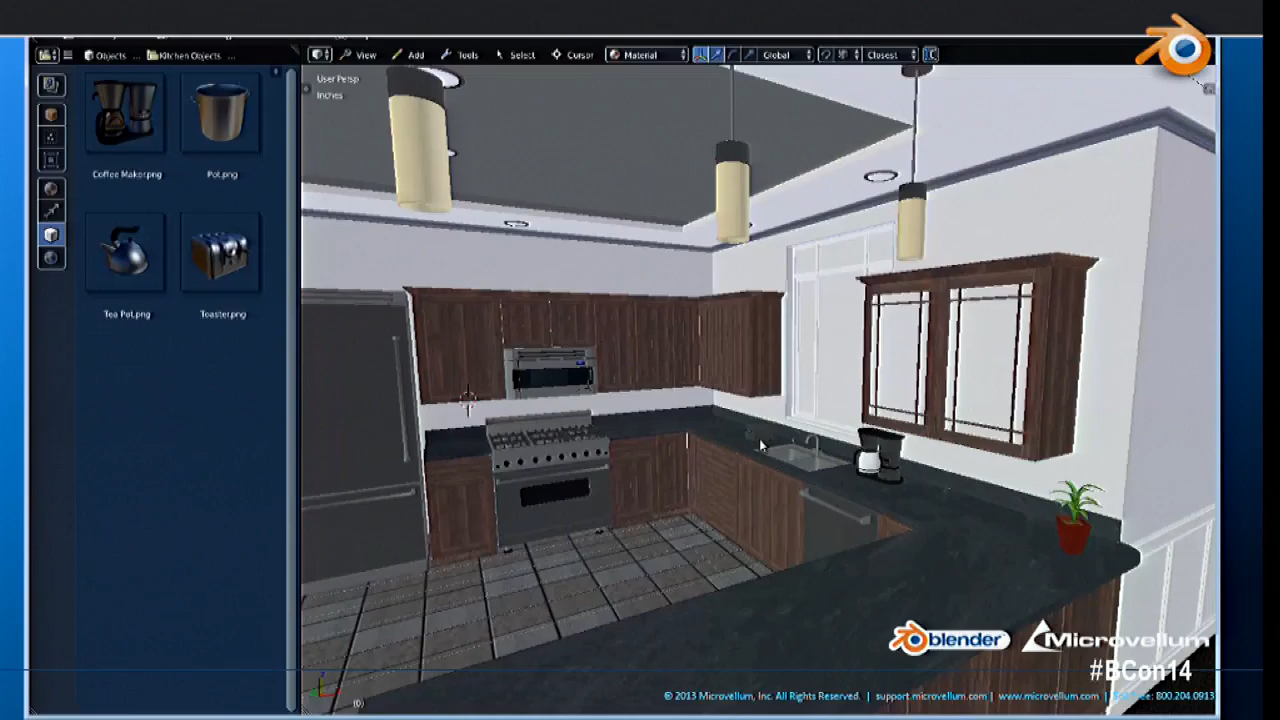 Objects ... Kitchen Objects ...
View Add Tools Select Cursor Material Global Closest
User Persp
Inches
Coffee Maker.png Pot.png
Tea Pot.png Toaster.png
blender Microvellum
#BCon14
(0)
© 2013 Microvellum, Inc. All Rights Reserved. | support.microvellum.com | www.microvellum.com | Free: 800.204.0913